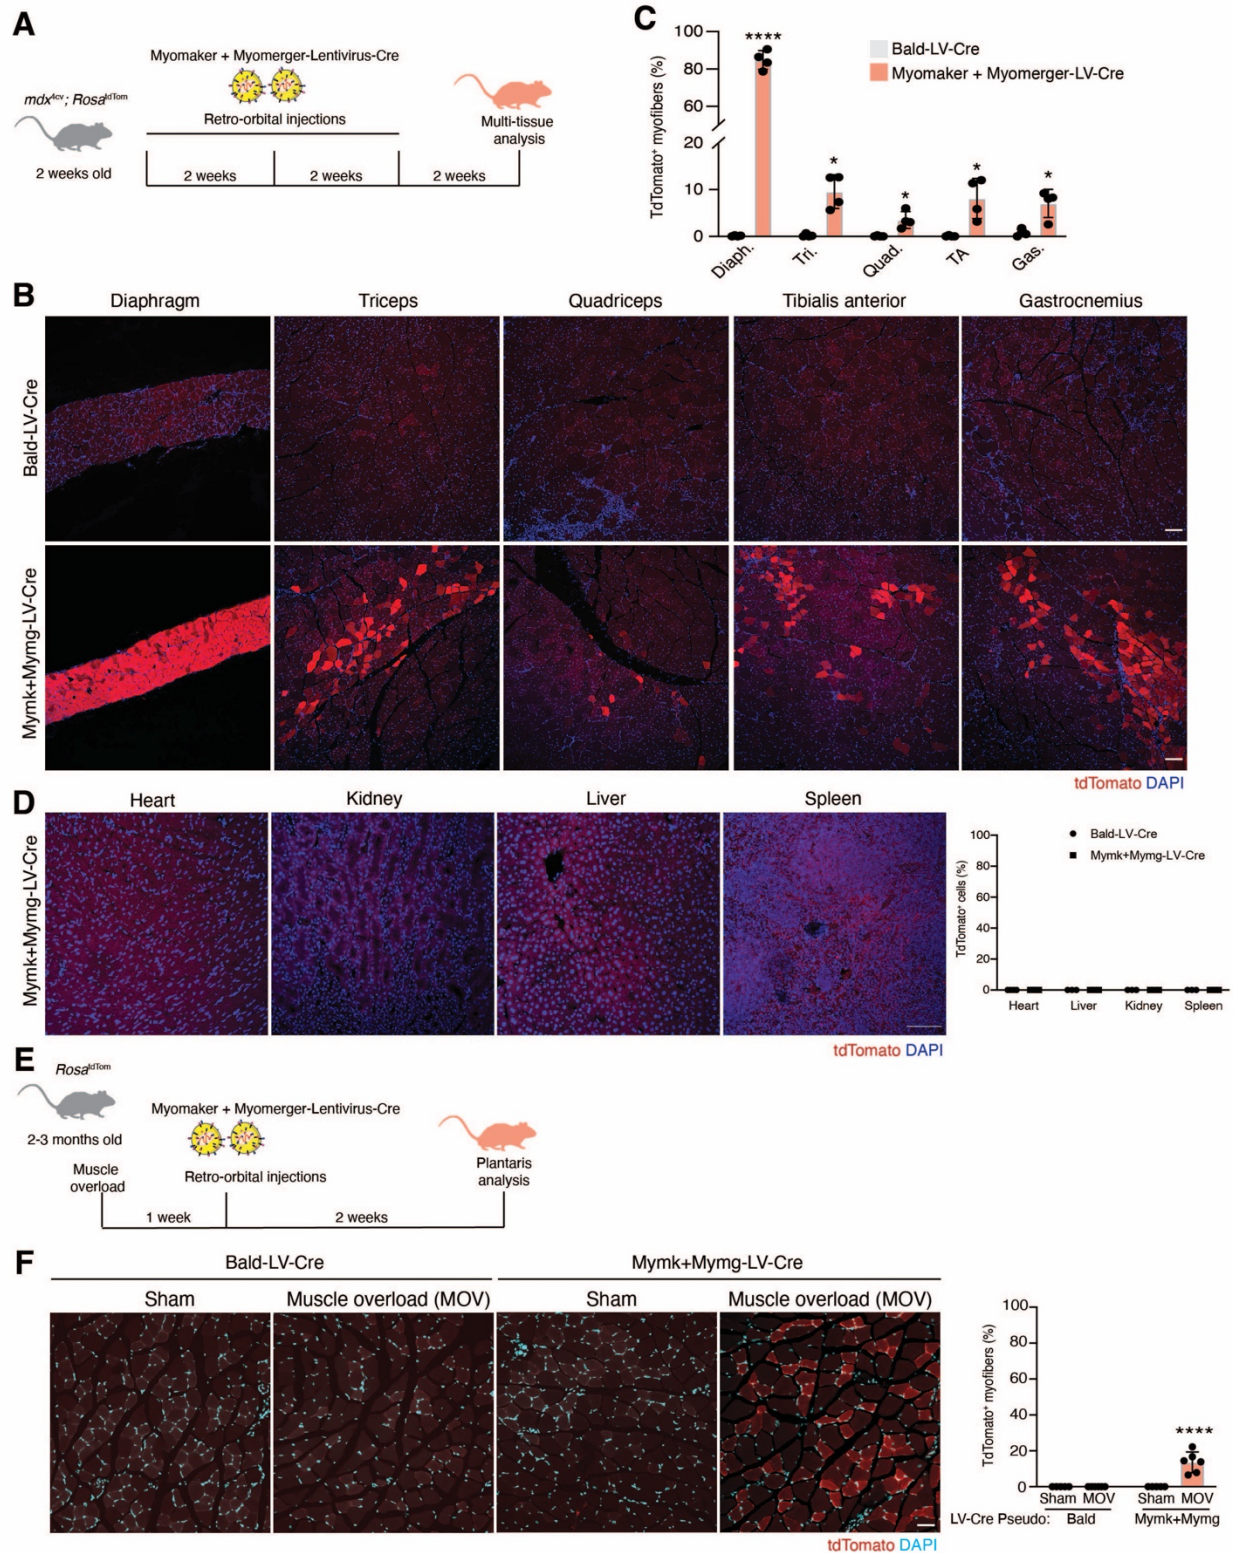 A
Myomaker + Myomerger-Lentivirus-Cre
mdx4cv; RosatdTom
Retro-orbital injections
Multi-tissue
analysis
2 weeks old
2 weeks
2 weeks
2 weeks
C
TdTomato+ myofibers (%)
100
80
60
20
10
0
****
*
*
*
*
Bald-LV-Cre
Myomaker + Myomerger-LV-Cre
Diaph.
Tri.
Quad.
TA
Gas.
B
Diaphragm
Triceps
Quadriceps
Tibialis anterior
Gastrocnemius
Bald-LV-Cre
Mymk+Mymg-LV-Cre
tdTomato DAPI
D
Heart
Kidney
Liver
Spleen
Mymk+Mymg-LV-Cre
tdTomato DAPI
TdTomato+ cells (%)
100
80
60
40
20
0
Bald-LV-Cre
Mymk+Mymg-LV-Cre
Heart
Liver
Kidney
Spleen
E
RosatdTom
2-3 months old
Myomaker + Myomerger-Lentivirus-Cre
Muscle
overload
Retro-orbital injections
Plantaris
analysis
1 week
2 weeks
F
Bald-LV-Cre
Mymk+Mymg-LV-Cre
Sham
Muscle overload (MOV)
Sham
Muscle overload (MOV)
tdTomato DAPI
TdTomato+ myofibers (%)
100
80
60
40
20
0
****
Sham MOV
Sham MOV
LV-Cre Pseudo: Bald
Mymk+Mymg